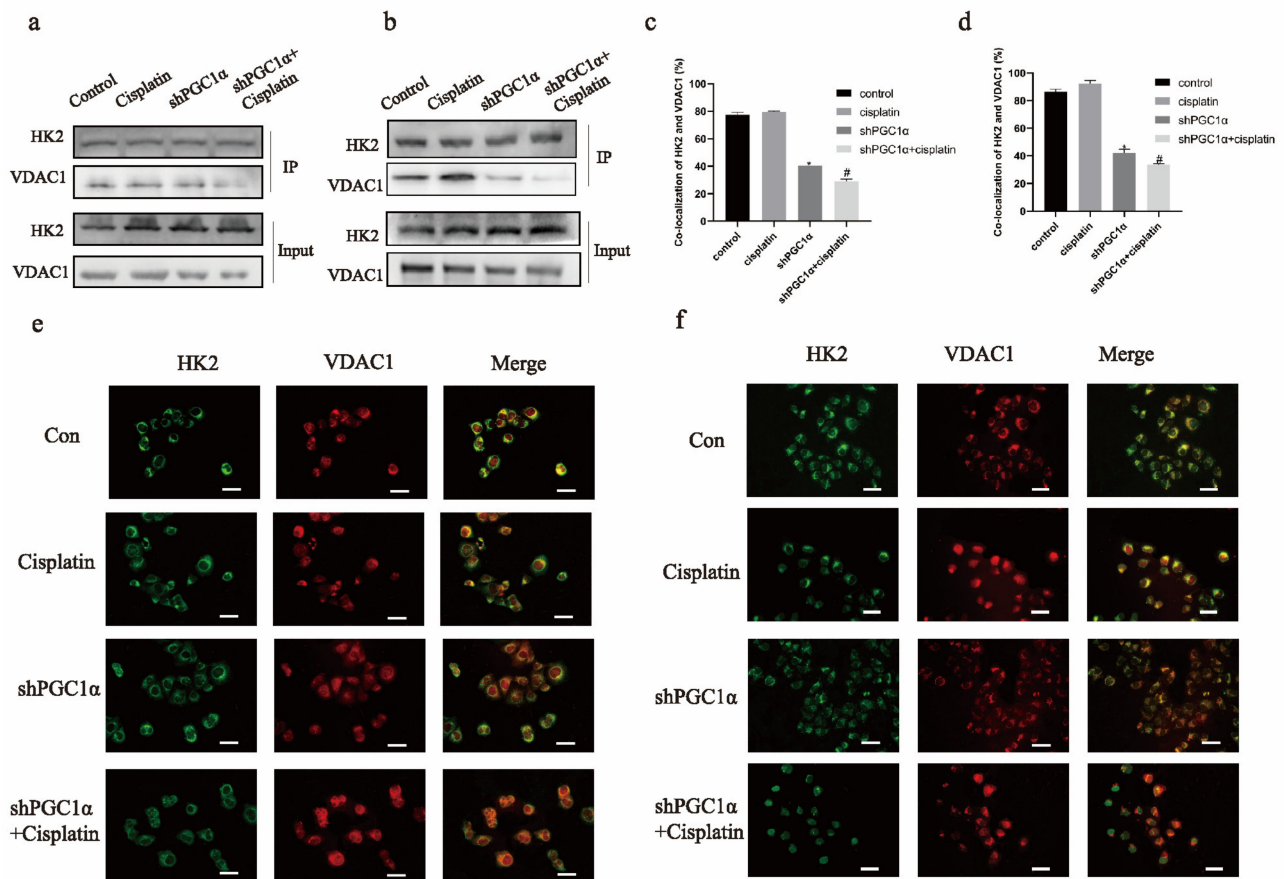 a
Control
Cisplatin
shPGC1α
shPGC1α+
Cisplatin
HK2
VDAC1
IP
HK2
VDAC1
Input
b
Control
Cisplatin
shPGC1α
shPGC1α+
Cisplatin
HK2
VDAC1
IP
HK2
VDAC1
Input
c
Co-localization of HK2 and VDAC1 (%)
100
80
60
40
20
0
*
#
control
cisplatin
shPGC1α
shPGC1α+cisplatin
control
cisplatin
shPGC1α
shPGC1α+cisplatin
d
Co-localization of HK2 and VDAC1 (%)
100
80
60
40
20
0
*
#
control
cisplatin
shPGC1α
shPGC1α+cisplatin
control
cisplatin
shPGC1α
shPGC1α+cisplatin
e
HK2 VDAC1 Merge
Con
Cisplatin
shPGC1α
shPGC1α
+Cisplatin
f
HK2 VDAC1 Merge
Con
Cisplatin
shPGC1α
shPGC1α
+Cisplatin